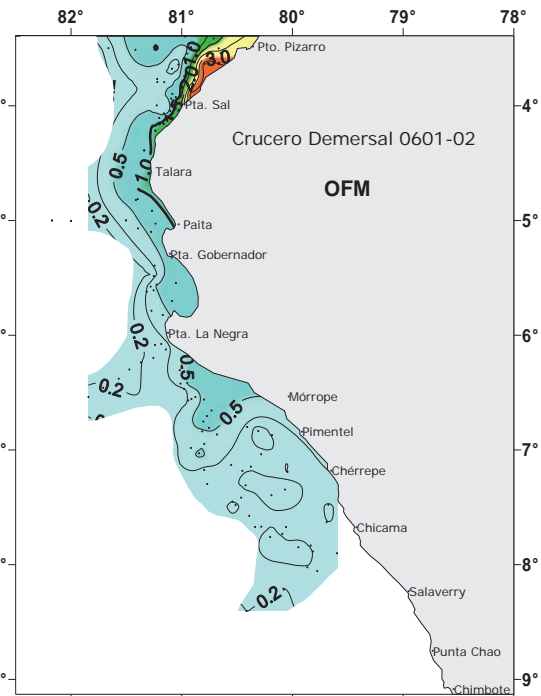 82° 81° 80° 79° 78°
Pto. Pizarro
1.0
2.0
3.0
Pta. Sal
-4°
Crucero Demersal 0601-02
0.5
1.0
Talara
OFM
0.2
Paita
-5°
Pta. Gobernador
0.2
Pta. La Negra
-6°
0.5
0.2
Mórrope
0.5
Pimentel
-7°
Chérrepe
Chicama
-8°
0.2
Salaverry
Punta Chao
-9°
Chimbote